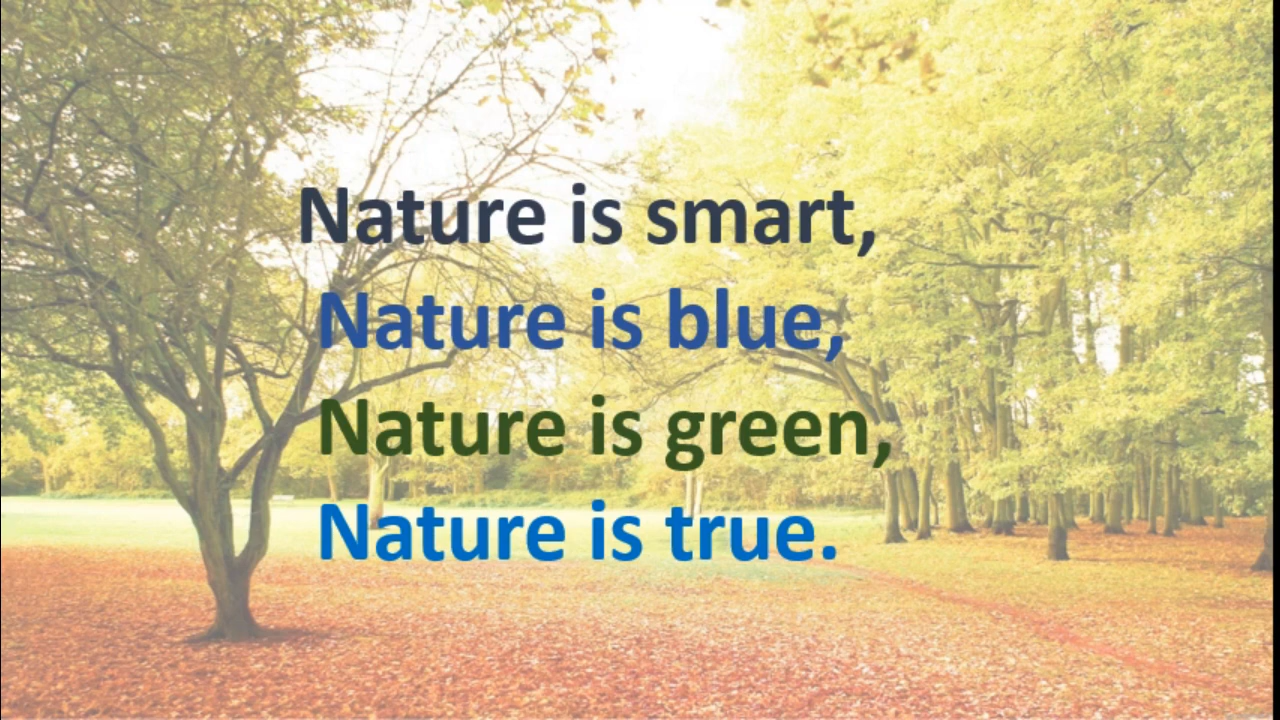 Nature is smart,
Nature is blue,
Nature is green,
Nature is true.